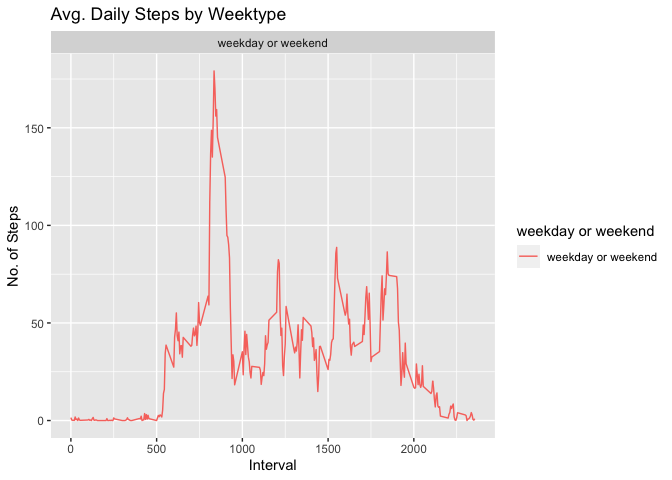 Avg. Daily Steps by Weektype
weekday or weekend
150
100
50
0
No. of Steps
0 500 1000 1500 2000
Interval
weekday or weekend
weekday or weekend